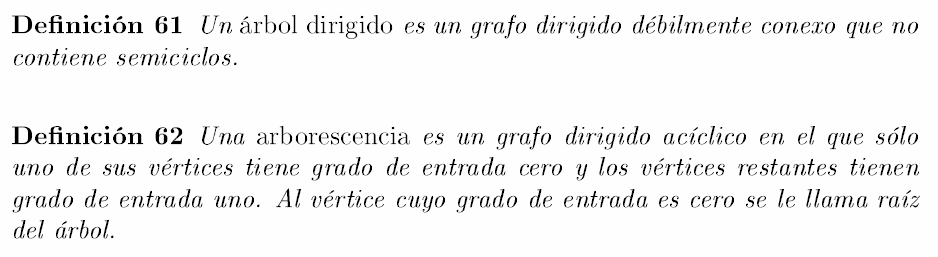 Definición 61 Un árbol dirigido es un grafo dirigido débilmente conexo que no
contiene semiciclos.
Definición 62 Una arborescencia es un grafo dirigido acíclico en el que sólo
uno de sus vértices tiene grado de entrada cero y los vértices restantes tienen
grado de entrada uno. Al vértice cuyo grado de entrada es cero se le llama raíz
del árbol.